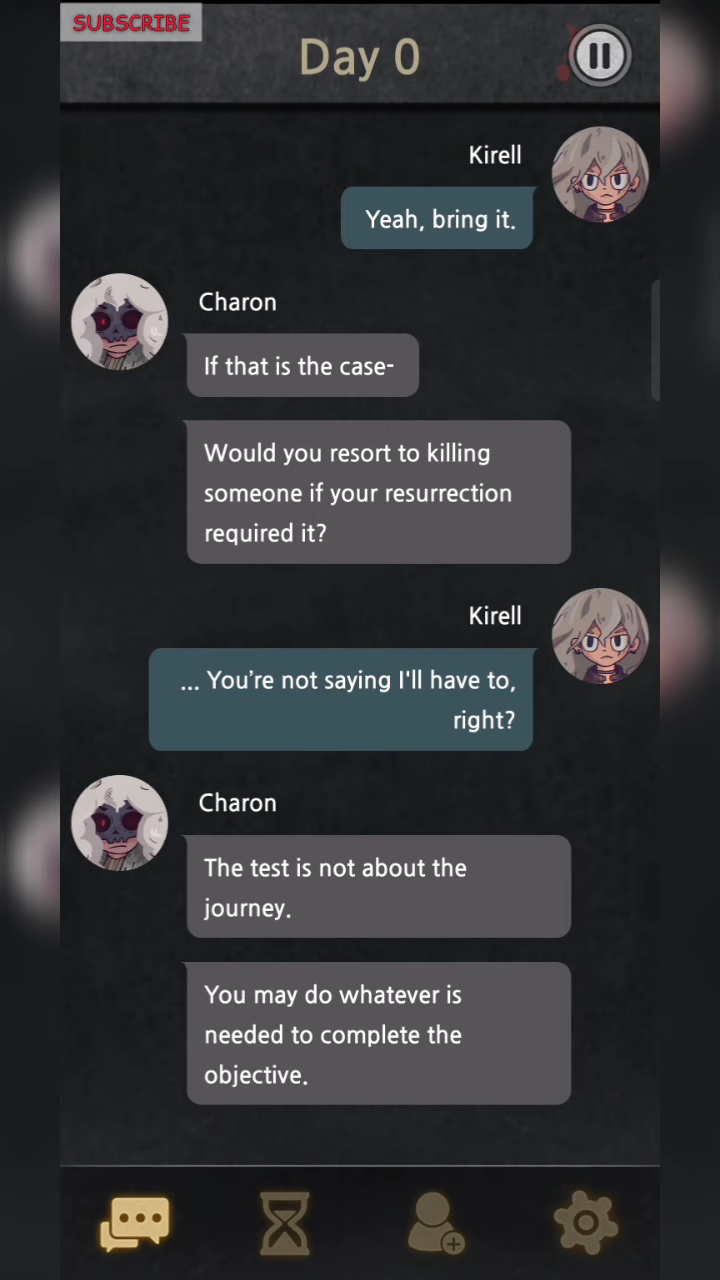 SUBSCRIBE
Day 0
Kirell
Yeah, bring it.
Charon
If that is the case-
Would you resort to killing
someone if your resurrection
required it?
Kirell
... You’re not saying I'll have to,
right?
Charon
The test is not about the
journey.
You may do whatever is
needed to complete the
objective.